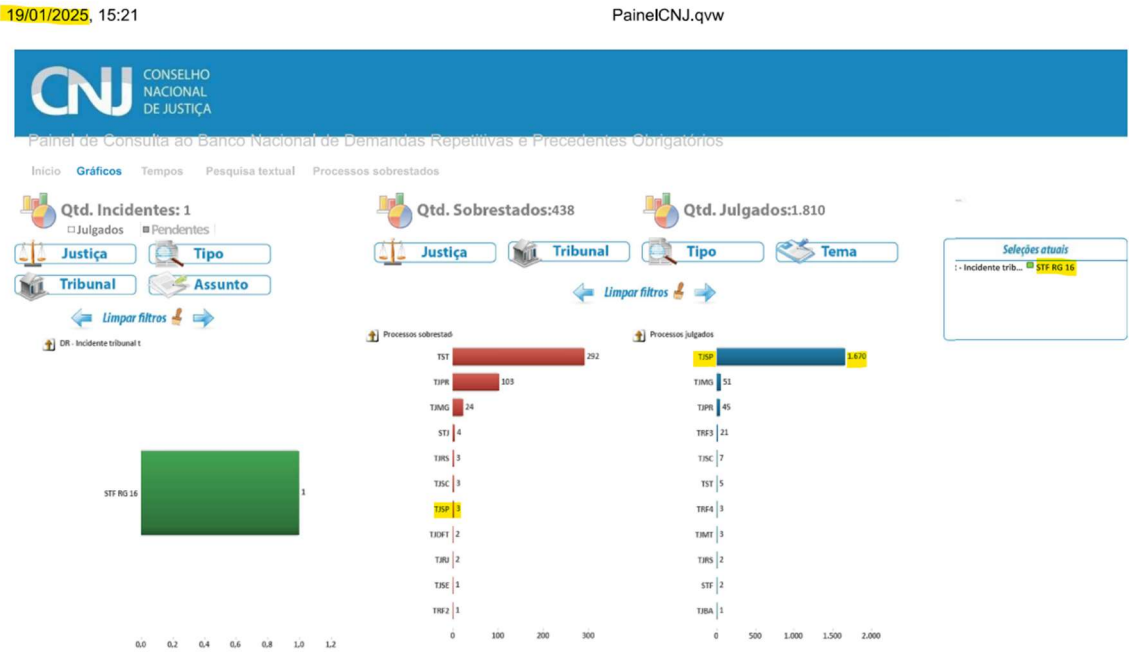 19/01/2025, 15:21
PainelCNJ.qvw
CNJ
CONSELHO
NACIONAL
DE JUSTIÇA
Painel de Consulta ao Banco Nacional de Demandas Repetitivas e Precedentes Obrigatórios
Início Gráficos Tempos Pesquisa textual Processos sobrestados
Qtd. Incidentes: 1
Julgados Pendentes
Justiça Tipo
Tribunal Assunto
Limpar filtros
DR - Incidente tribunal t
STF RG 16 1
0,0 0,2 0,4 0,6 0,8 1,0 1,2
Qtd. Sobrestados:438
Qtd. Julgados:1.810
Justiça Tribunal Tipo Tema
Limpar filtros
Processos sobrestad
TST 292
TJPR 103
TJMG 24
STJ 4
TJRS 3
TJSC 3
TJSP 3
TJDFT 2
TJRJ 2
TJSE 1
TRF2 1
0 100 200 300
Processos julgados
TJSP 1.670
TJMG 51
TJPR 45
TRF3 21
TJSC 7
TST 5
TRF4 3
TJMT 3
TJRS 2
STF 2
TJBA 1
0 500 1.000 1.500 2.000
Seleções atuais
- Incidente trib... STF RG 16